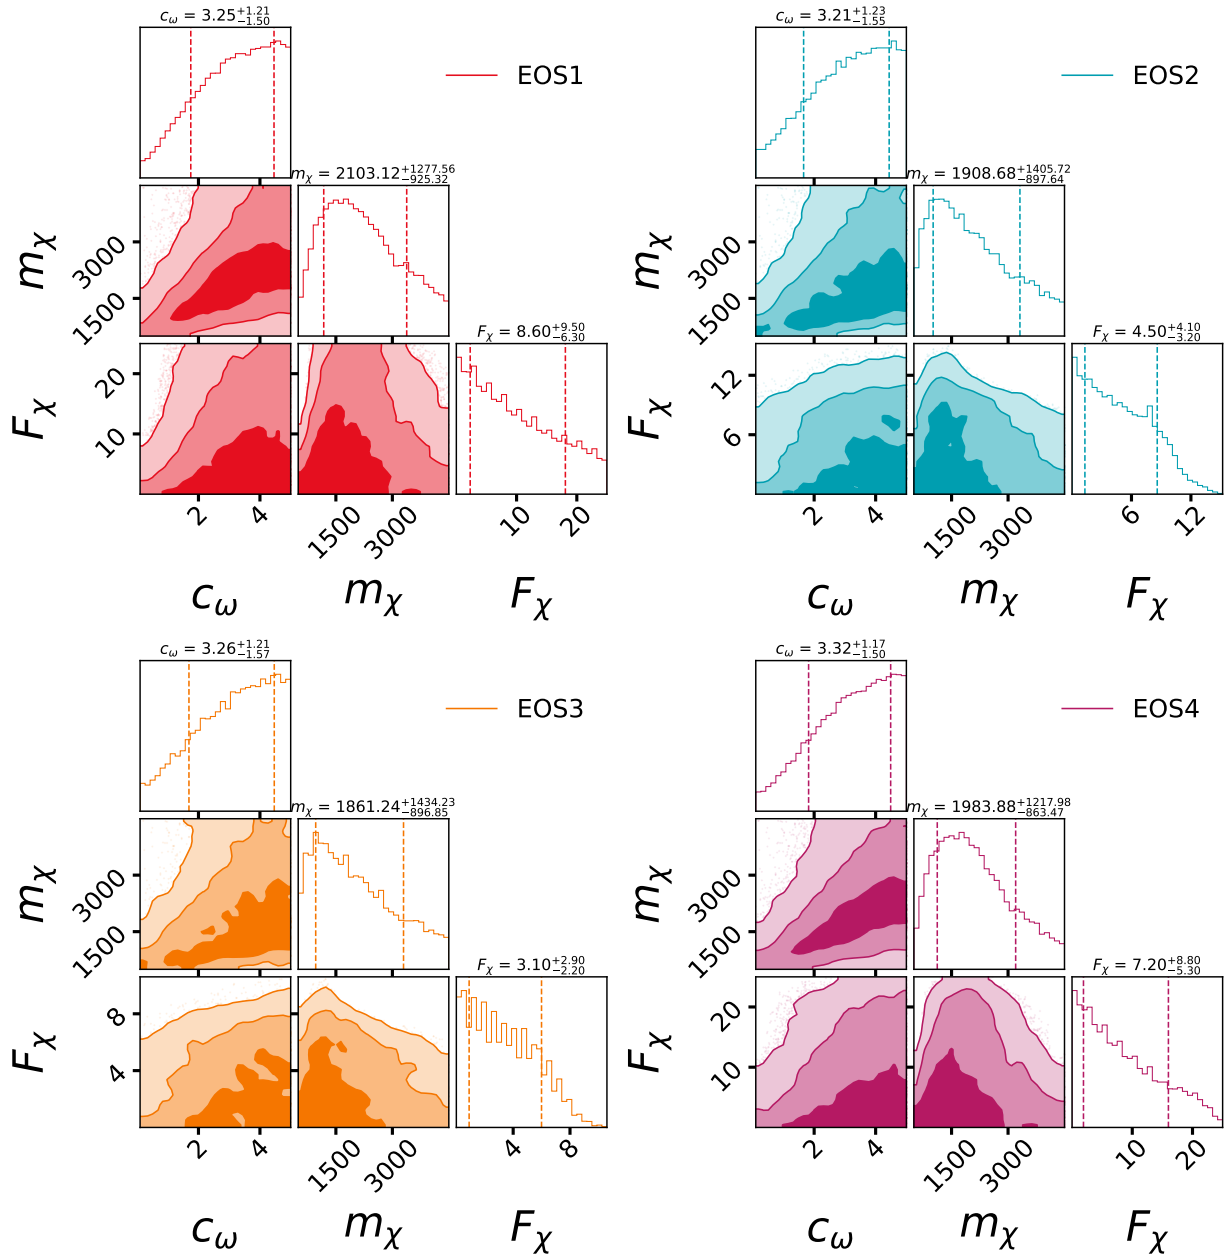 c_ω = 3.25^{+1.21}_{-1.50}
EOS1
m_χ = 2103.12^{+1277.56}_{-925.32}
m_χ
3000
1500
F_χ = 8.60^{+9.50}_{-6.30}
F_χ
20
10
2 4
1500 3000
10 20
c_ω m_χ F_χ
c_ω = 3.21^{+1.23}_{-1.55}
EOS2
m_χ = 1908.68^{+1405.72}_{-897.64}
m_χ
3000
1500
F_χ = 4.50^{+4.10}_{-3.20}
F_χ
12
6
2 4
1500 3000
6 12
c_ω m_χ F_χ
c_ω = 3.26^{+1.21}_{-1.57}
EOS3
m_χ = 1861.24^{+1434.23}_{-896.85}
m_χ
3000
1500
F_χ = 3.10^{+2.90}_{-2.20}
F_χ
8
4
2 4
1500 3000
4 8
c_ω m_χ F_χ
c_ω = 3.32^{+1.17}_{-1.50}
EOS4
m_χ = 1983.88^{+1217.98}_{-863.47}
m_χ
3000
1500
F_χ = 7.20^{+8.80}_{-5.30}
F_χ
20
10
2 4
1500 3000
10 20
c_ω m_χ F_χ